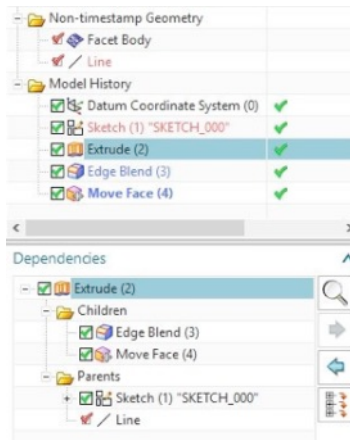 Non-timestamp Geometry
Facet Body
Line
Model History
Datum Coordinate System (0)
Sketch (1) "SKETCH_000"
Extrude (2)
Edge Blend (3)
Move Face (4)
Dependencies
Extrude (2)
Children
Edge Blend (3)
Move Face (4)
Parents
Sketch (1) "SKETCH_000"
Line